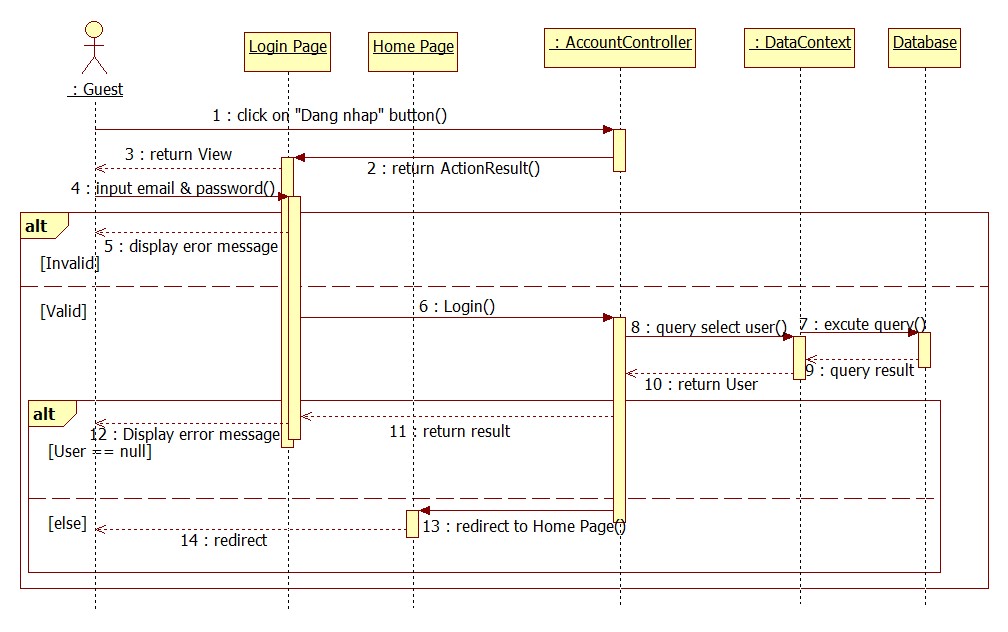 : Guest
Login Page
Home Page
: AccountController
: DataContext
Database
1 : click on "Dang nhap" button()
2 : return ActionResult()
3 : return View
4 : input email & password()
alt
5 : display eror message
[Invalid]
[Valid]
6 : Login()
7 : excute query()
8 : query select user()
9 : query result
10 : return User
alt
11 : return result
12 : Display error message
[User == null]
[else]
13 : redirect to Home Page()
14 : redirect